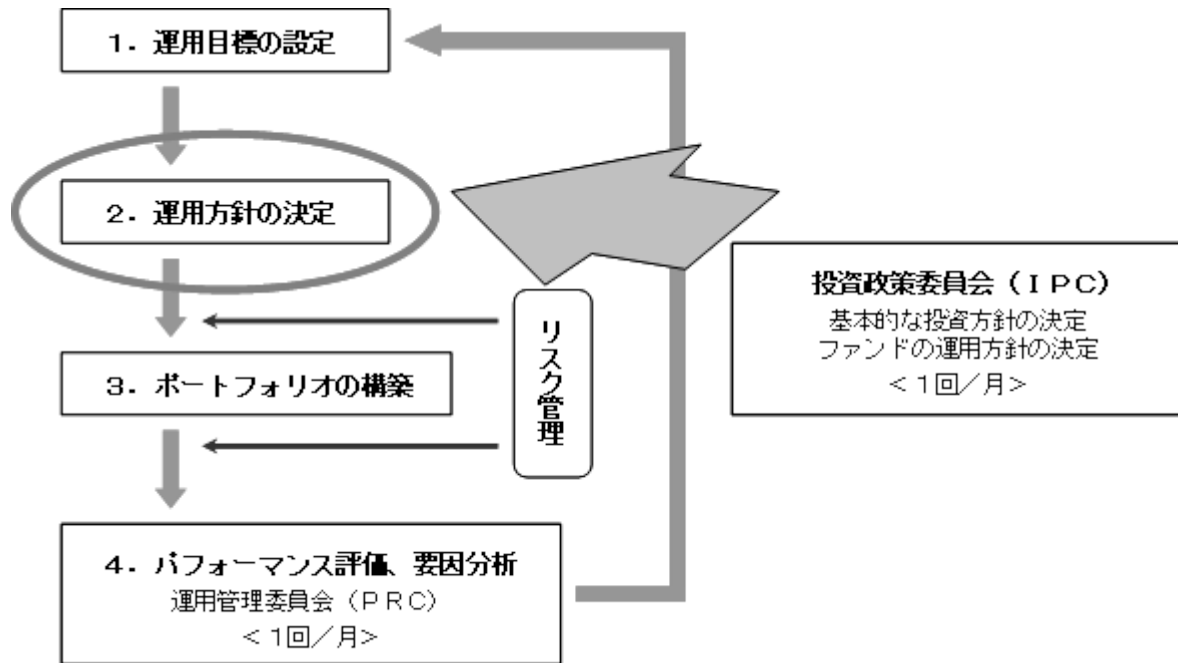 １．運用目標の設定
２．運用方針の決定
投資政策委員会（ＩＰＣ）
基本的な投資方針の決定
ファンドの運用方針の決定
＜１回／月＞
リスク管理
３．ポートフォリオの構築
４．パフォーマンス評価、要因分析
運用管理委員会（ＰＲＣ）
＜１回／月＞